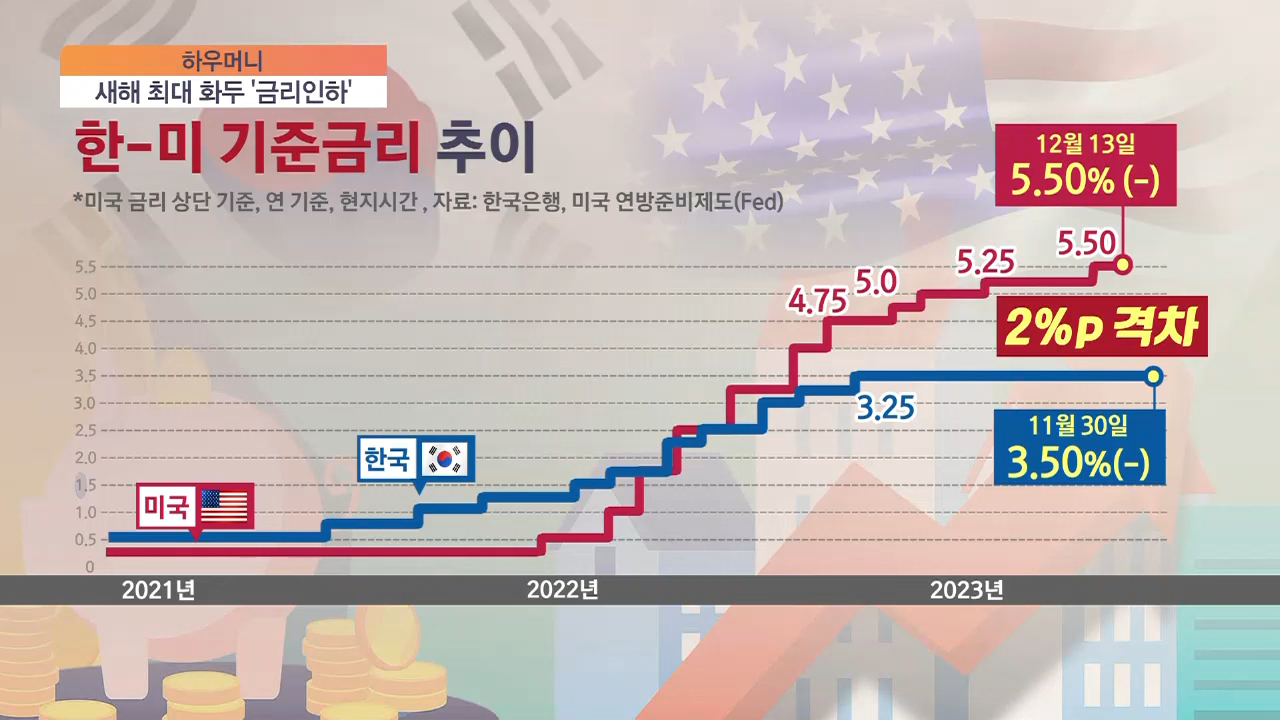 하우머니
새해 최대 화두 '금리인하'
한-미 기준금리 추이
*미국 금리 상단 기준, 연 기준, 현지시간 , 자료: 한국은행, 미국 연방준비제도(Fed)
12월 13일
5.50% (-)
5.50
5.25
5.0
4.75
2%p 격차
3.25
11월 30일
3.50%(-)
한국
미국
5.5
5.0
4.5
4.0
3.5
3.0
2.5
2.0
1.5
1.0
0.5
0
2021년 2022년 2023년